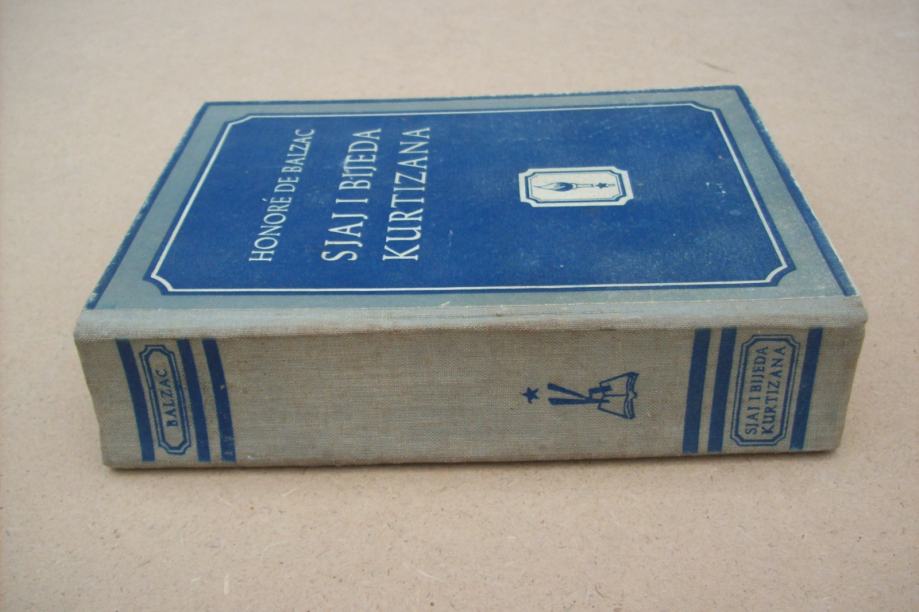 HONORÉ DE BALZAC
SJAJ I BIJEDA
KURTIZANA
BALZAC
SJAJ I BIJEDA
KURTIZANA